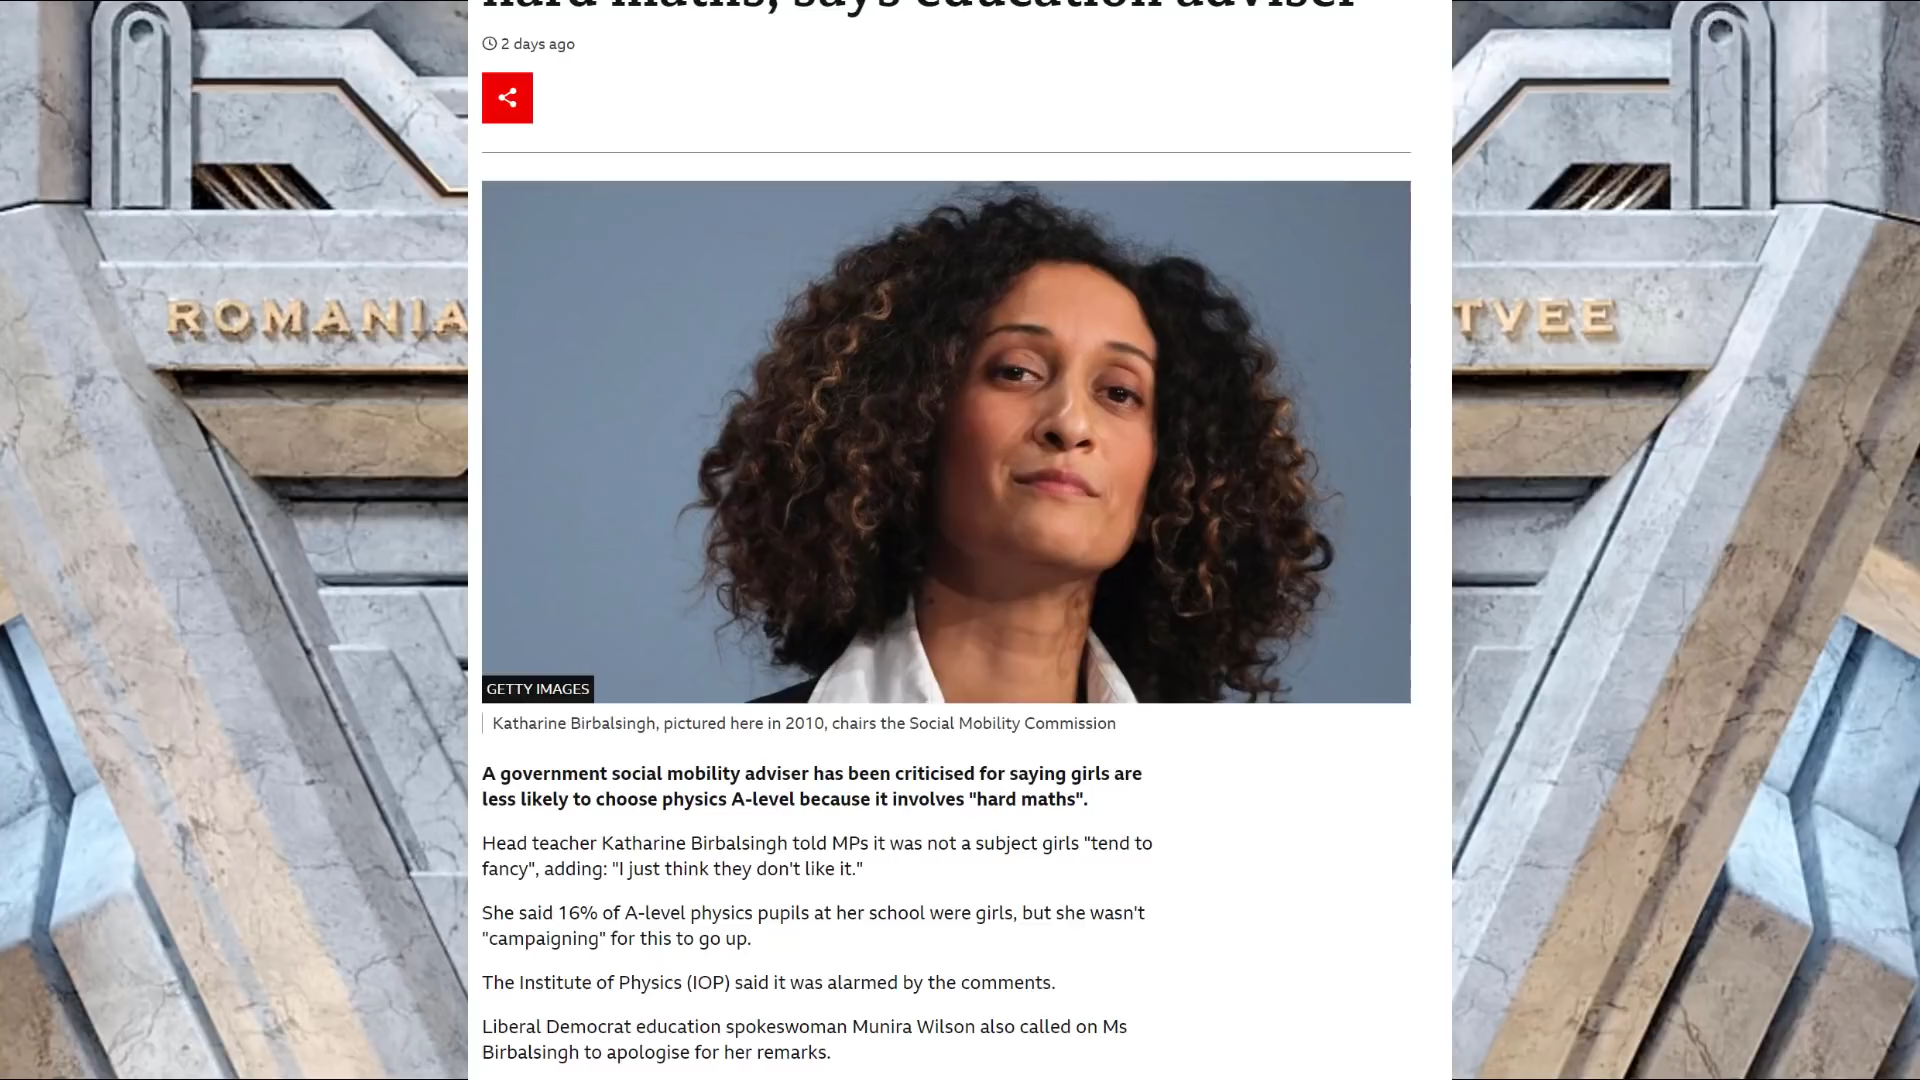 hard maths, says education adviser
2 days ago
ROMANIA
TVEE
GETTY IMAGES
Katharine Birbalsingh, pictured here in 2010, chairs the Social Mobility Commission
A government social mobility adviser has been criticised for saying girls are
less likely to choose physics A-level because it involves "hard maths".
Head teacher Katharine Birbalsingh told MPs it was not a subject girls "tend to
fancy", adding: "I just think they don't like it."
She said 16% of A-level physics pupils at her school were girls, but she wasn't
"campaigning" for this to go up.
The Institute of Physics (IOP) said it was alarmed by the comments.
Liberal Democrat education spokeswoman Munira Wilson also called on Ms
Birbalsingh to apologise for her remarks.